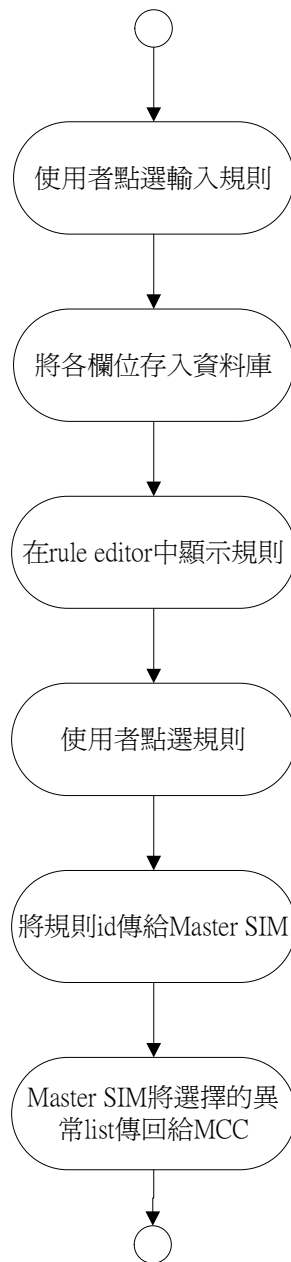 使用者點選輸入規則
將各欄位存入資料庫
在rule editor中顯示規則
使用者點選規則
將規則id傳給Master SIM
Master SIM將選擇的異
常list傳回給MCC